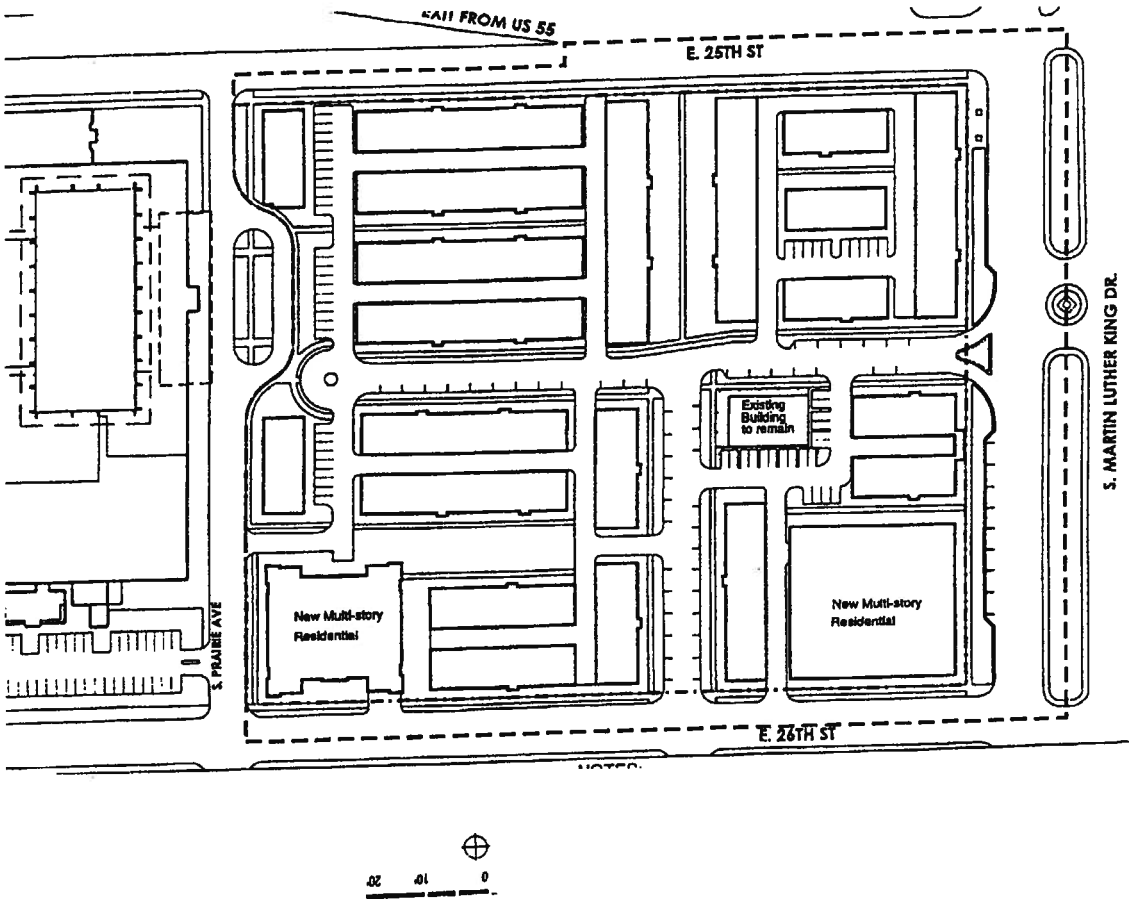 EXIT FROM US 55
E. 25TH ST
S. MARTIN LUTHER KING DR.
Existing
Building
to remain
New Multi-story
Residential
New Multi-story
Residential
S. PRAIRIE AVE
E. 26TH ST
NOTES:
20' 10' 0